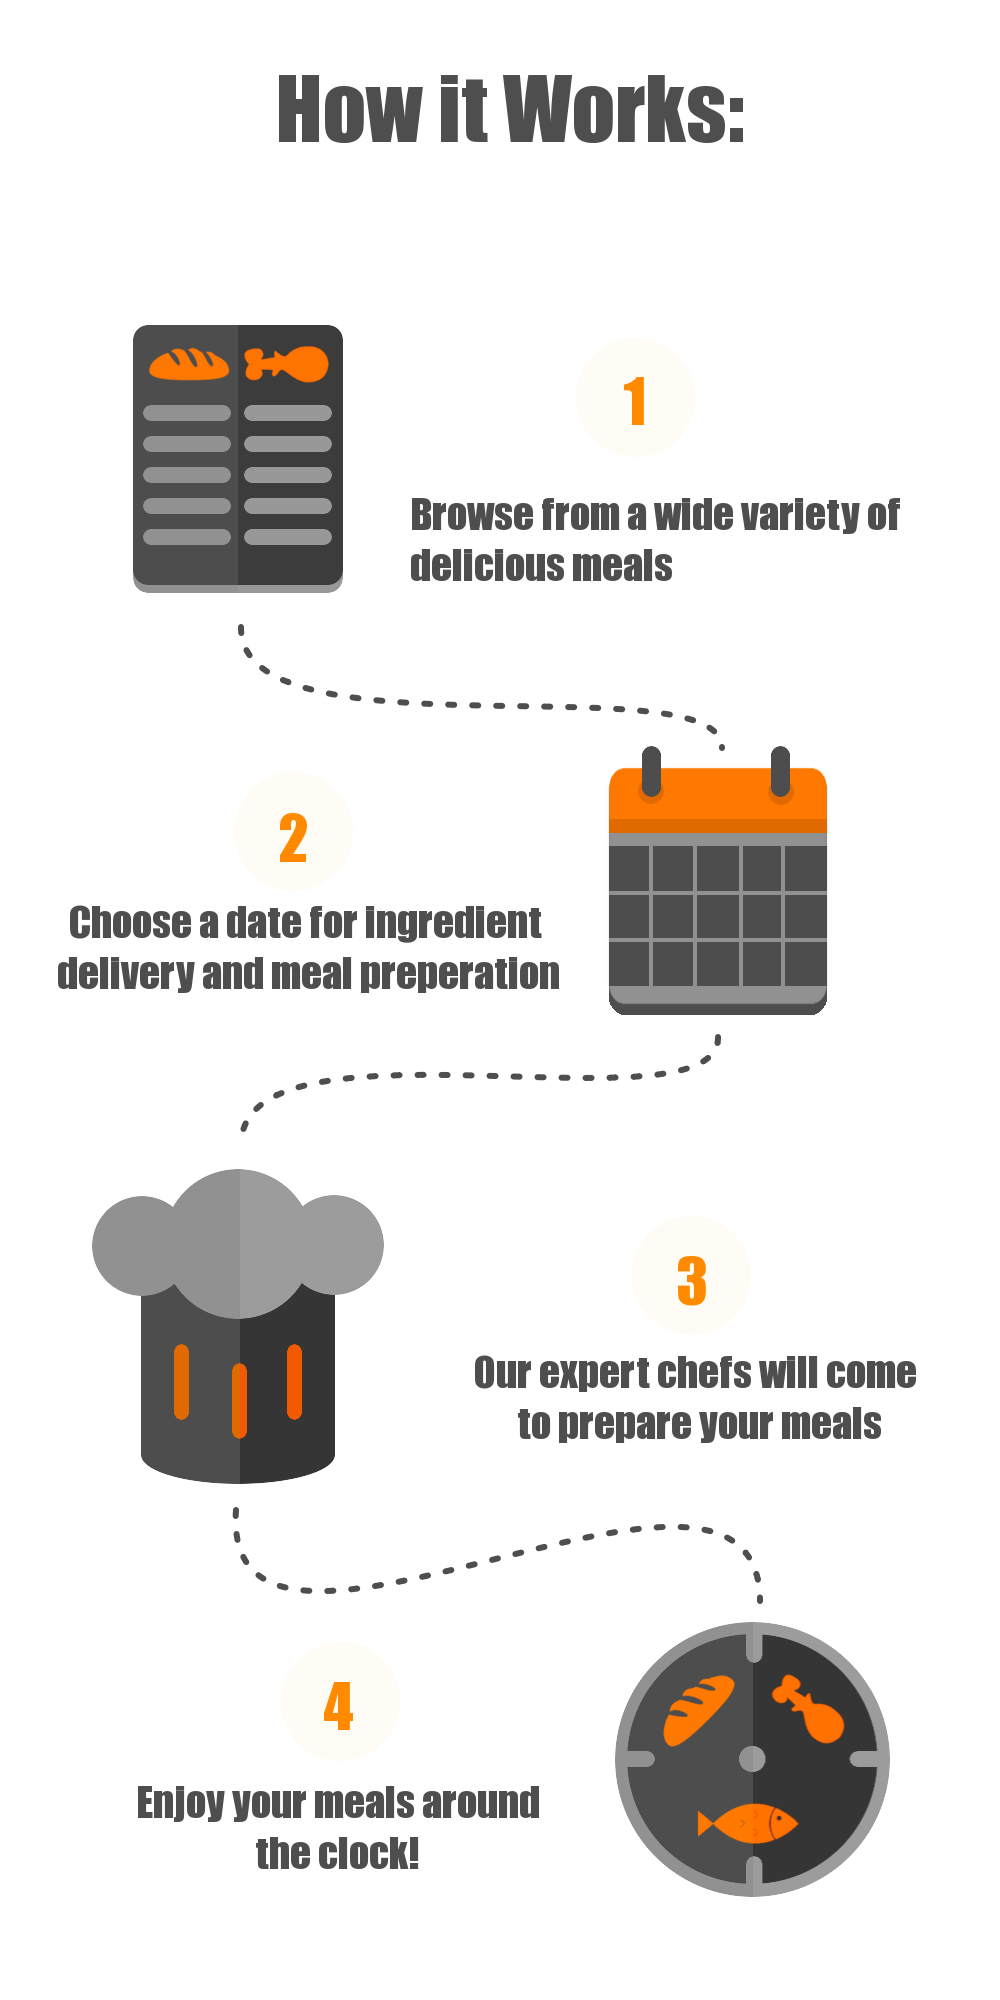 How it Works:
1
Browse from a wide variety of
delicious meals
2
Choose a date for ingredient
delivery and meal preperation
3
Our expert chefs will come
to prepare your meals
4
Enjoy your meals around
the clock!